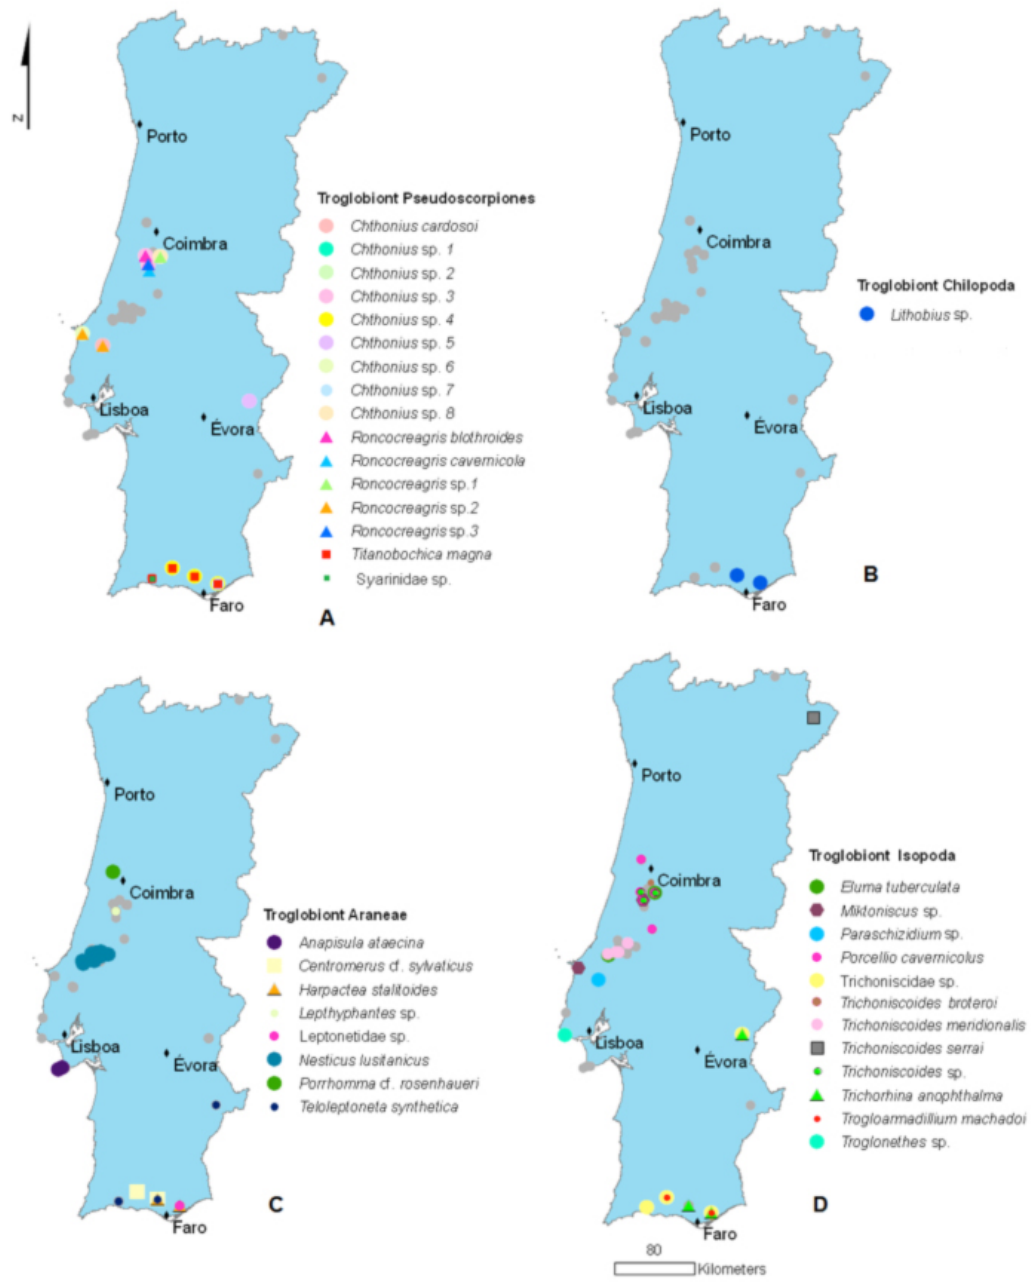 N
Porto
Coimbra
Lisboa
Évora
Faro
Troglobiont Pseudoscorpiones
Chthonius cardosoi
Chthonius sp. 1
Chthonius sp. 2
Chthonius sp. 3
Chthonius sp. 4
Chthonius sp. 5
Chthonius sp. 6
Chthonius sp. 7
Chthonius sp. 8
Roncocreagris blothroides
Roncocreagris cavernicola
Roncocreagris sp.1
Roncocreagris sp.2
Roncocreagris sp.3
Titanobochica magna
Syarinidae sp.
A
Porto
Coimbra
Lisboa
Évora
Faro
Troglobiont Chilopoda
Lithobius sp.
B
Porto
Coimbra
Lisboa
Évora
Faro
Troglobiont Araneae
Anapisula ataecina
Centromerus cf. sylvaticus
Harpactea stalitoides
Lepthyphantes sp.
Leptonetidae sp.
Nesticus lusitanicus
Porrhomma cf. rosenhaueri
Teloleptoneta synthetica
C
Porto
Coimbra
Lisboa
Évora
Faro
Troglobiont Isopoda
Eluma tuberculata
Miktoniscus sp.
Paraschizidium sp.
Porcellio cavernicolus
Trichoniscidae sp.
Trichoniscoides broteroi
Trichoniscoides meridionalis
Trichoniscoides serrai
Trichoniscoides sp.
Trichorhina anophthalma
Trogloarmadillium machadoi
Troglonethes sp.
D
80
Kilometers